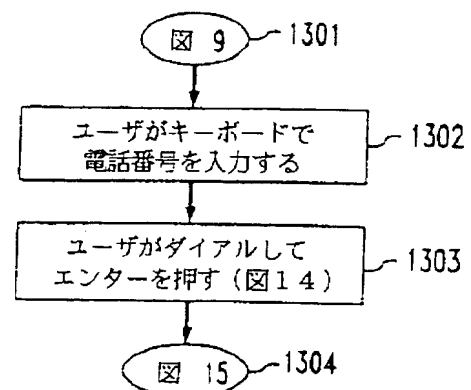 図 9
1301
ユーザがキーボードで
電話番号を入力する
1302
ユーザがダイアルして
エンターを押す(図14)
1303
図 15
1304